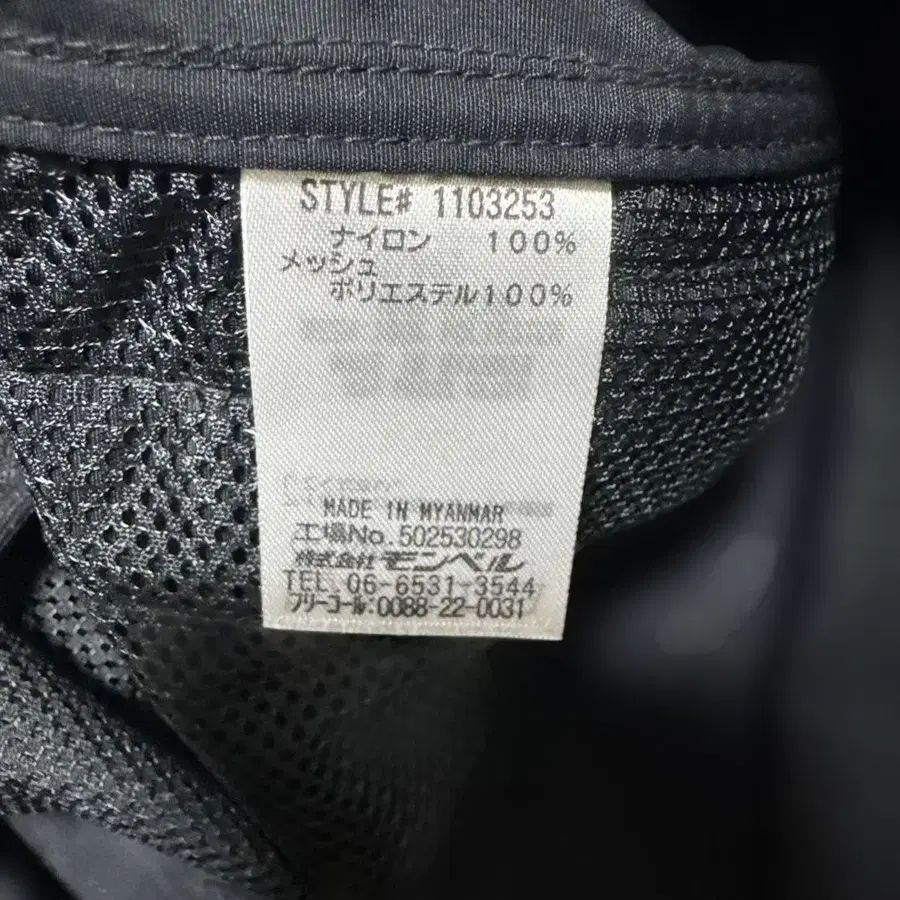 STYLE# 1103253
ナイロン 100%
メッシュ
ポリエステル100%
MADE IN MYANMAR
工場No.502530298
株式会社 モンベル
TEL 06-6531-3544
フリーコール:0088-22-0031